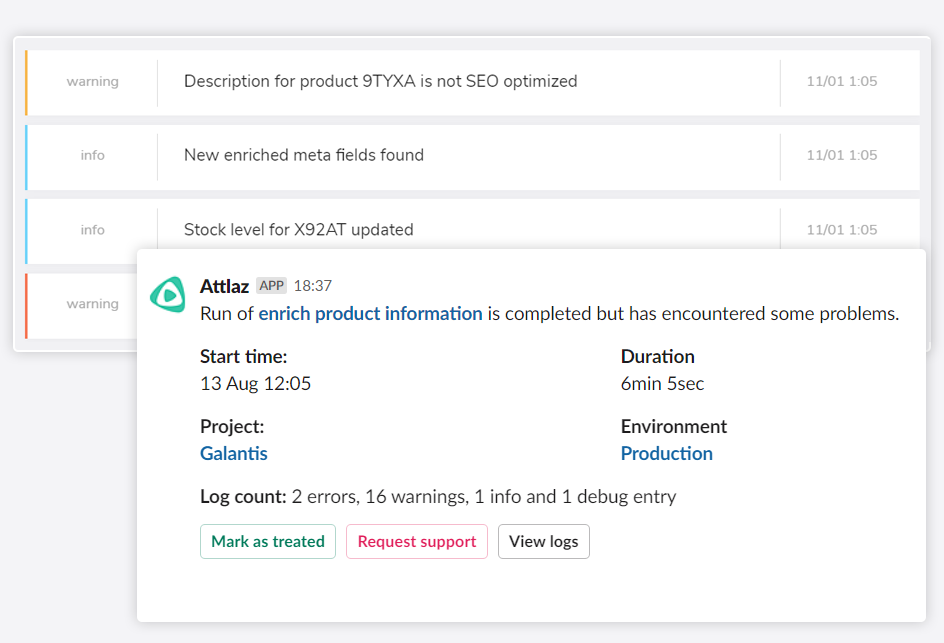 warning Description for product 9TYXA is not SEO optimized 11/01 1:05
info New enriched meta fields found 11/01 1:05
info Stock level for X92AT updated 11/01 1:05
warning
Attlaz APP 18:37
Run of enrich product information is completed but has encountered some problems.
Start time: Duration
13 Aug 12:05 6min 5sec
Project: Environment
Galantis Production
Log count: 2 errors, 16 warnings, 1 info and 1 debug entry
Mark as treated Request support View logs